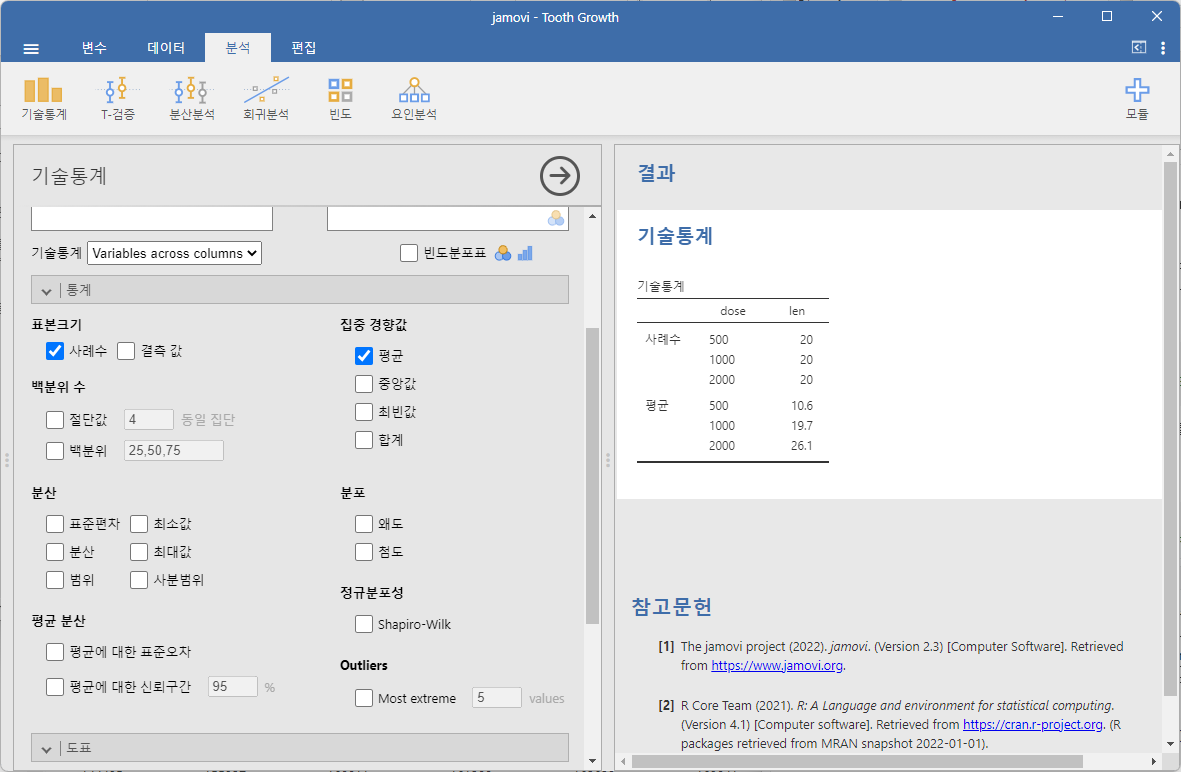 jamovi - Tooth Growth
변수 데이터 분석 편집
기술통계 T-검증 분산분석 회귀분석 빈도 요인분석 모듈
기술통계
기술통계 Variables across columns 빈도분포표
통계
표본크기
사례수 결측 값
백분위 수
절단값 4 동일 집단
백분위 25,50,75
집중 경향값
평균
중앙값
최빈값
합계
분산
표준편차 최소값
분산 최대값
범위 사분범위
분포
왜도
첨도
평균 분산
평균에 대한 표준오차
평균에 대한 신뢰구간 95 %
정규분포성
Shapiro-Wilk
Outliers
Most extreme 5 values
도표
결과
기술통계
기술통계
dose len
사례수 500 20
1000 20
2000 20
평균 500 10.6
1000 19.7
2000 26.1
참고문헌
[1] The jamovi project (2022). jamovi. (Version 2.3) [Computer Software]. Retrieved
from https://www.jamovi.org.
[2] R Core Team (2021). R: A Language and environment for statistical computing.
(Version 4.1) [Computer software]. Retrieved from https://cran.r-project.org. (R
packages retrieved from MRAN snapshot 2022-01-01).